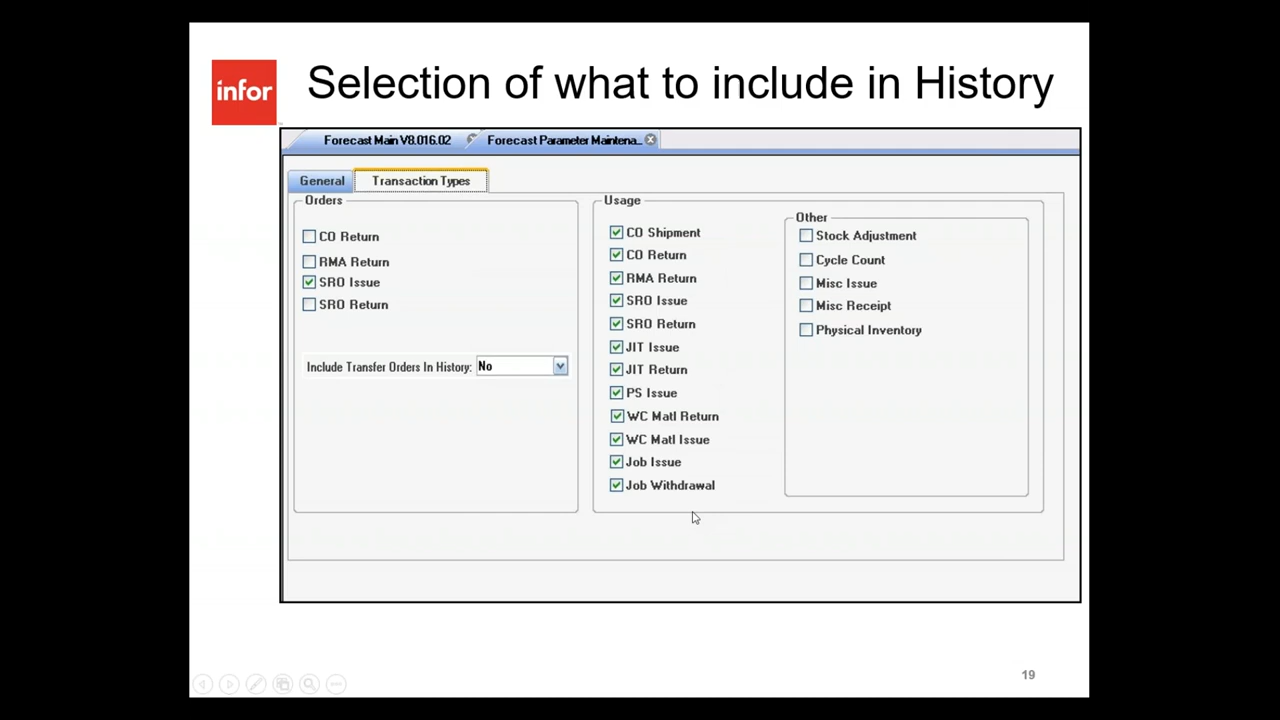 infor
Selection of what to include in History
Forecast Main V8.016.02
Forecast Parameter Maintena...
General
Transaction Types
Orders
CO Return
RMA Return
SRO Issue
SRO Return
Include Transfer Orders In History: No
Usage
CO Shipment
CO Return
RMA Return
SRO Issue
SRO Return
JIT Issue
JIT Return
PS Issue
WC Matl Return
WC Matl Issue
Job Issue
Job Withdrawal
Other
Stock Adjustment
Cycle Count
Misc Issue
Misc Receipt
Physical Inventory
19